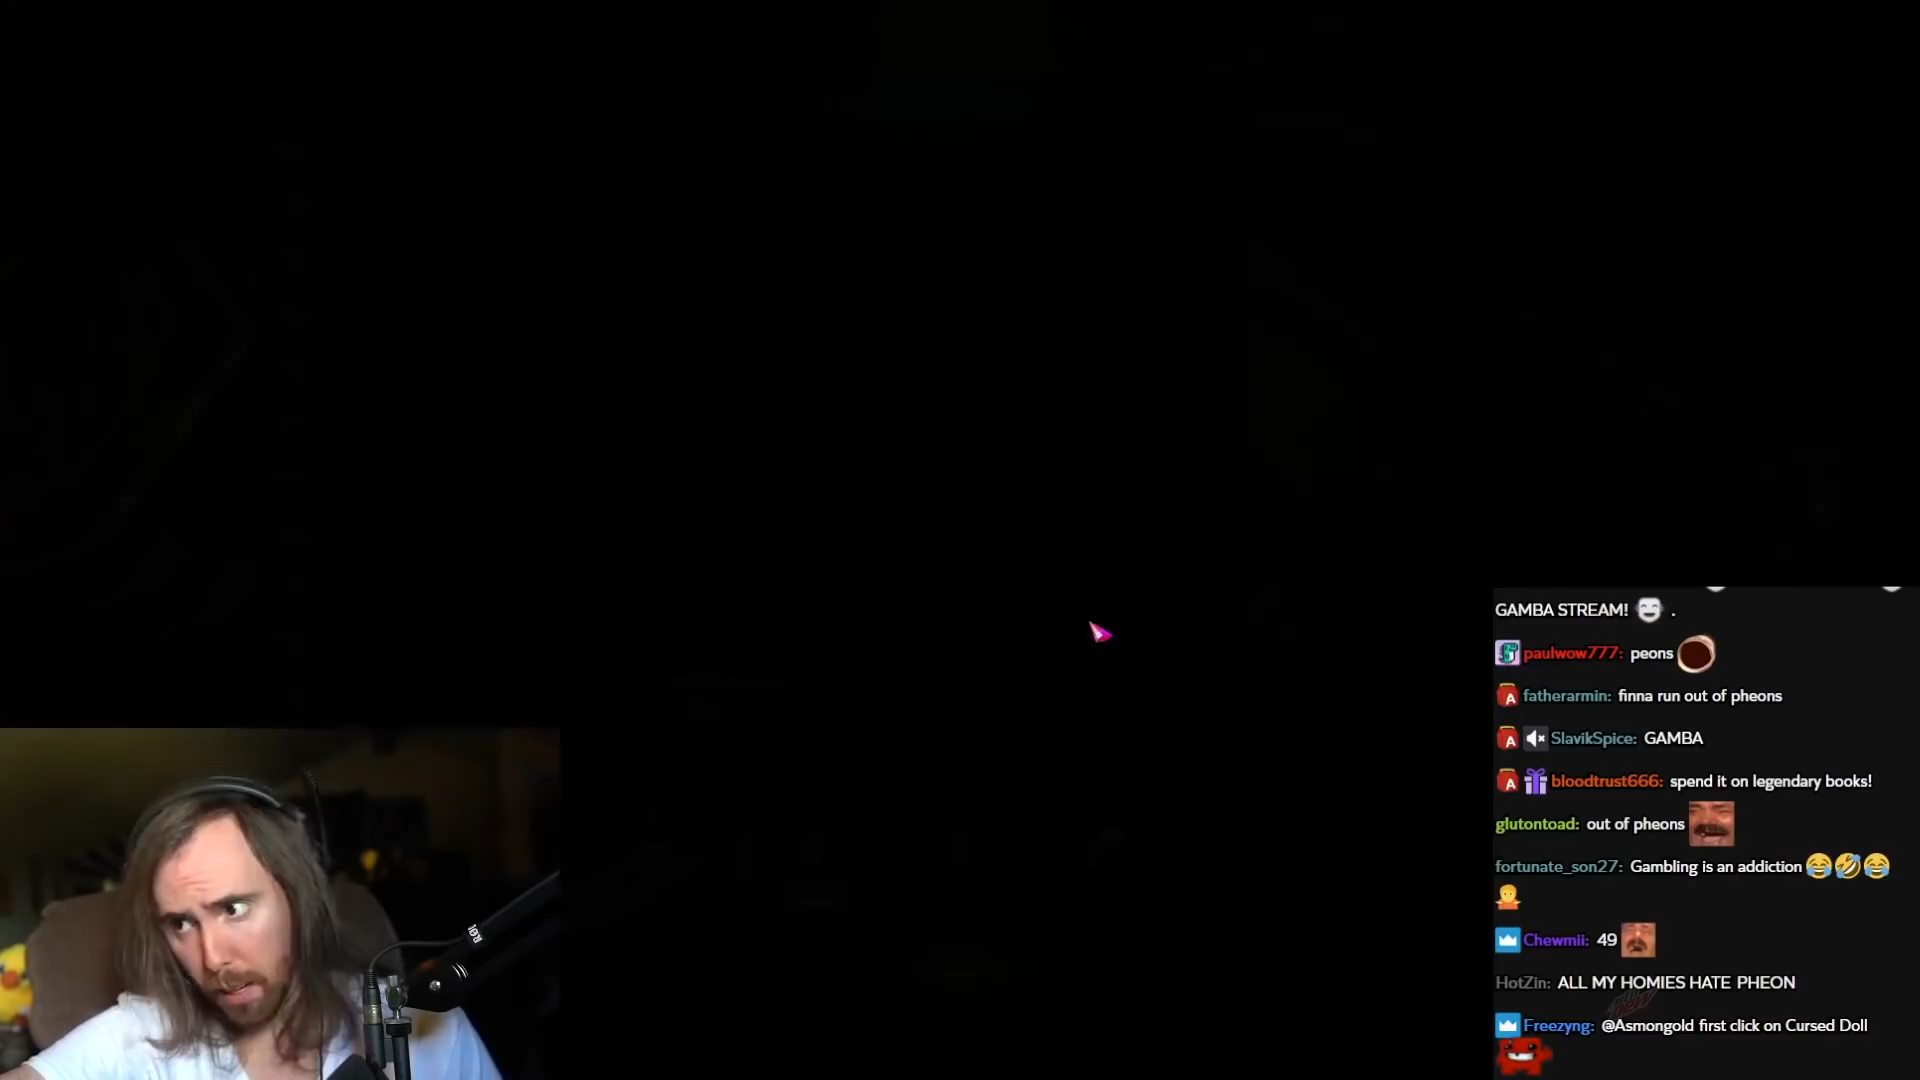 GAMBA STREAM! .
paulwow777: peons
fatherarmin: finna run out of pheons
SlavikSpice: GAMBA
bloodtrust666: spend it on legendary books!
glutontoad: out of pheons
fortunate_son27: Gambling is an addiction
Chewmii: 49
HotZin: ALL MY HOMIES HATE PHEON
Freezyng: @Asmongold first click on Cursed Doll